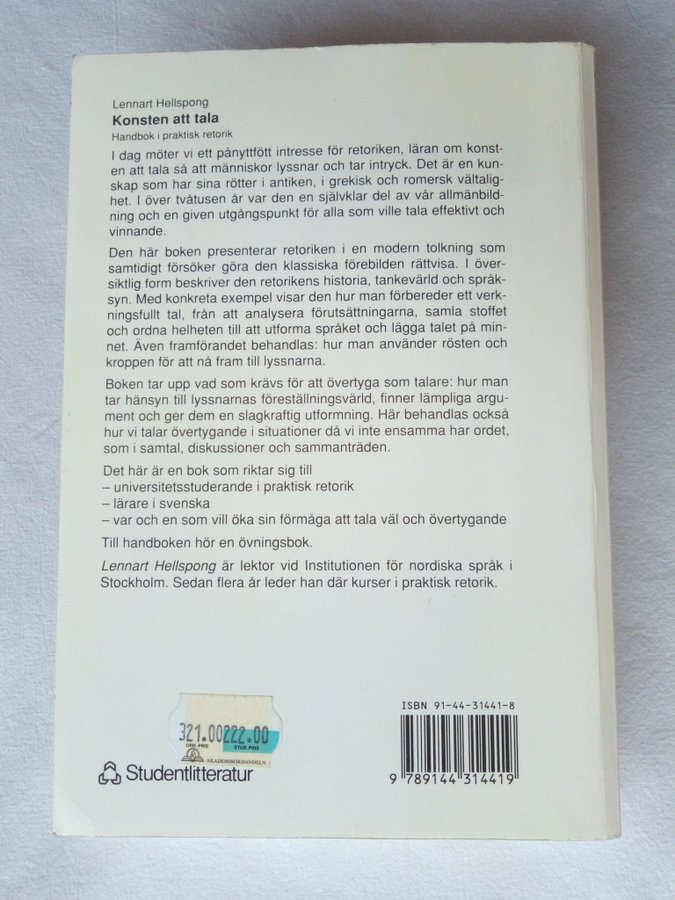 Lennart Hellspong
Konsten att tala
Handbok i praktisk retorik
I dag möter vi ett pånyttfött intresse för retoriken, läran om konst-
en att tala så att människor lyssnar och tar intryck. Det är en kun-
skap som har sina rötter i antiken, i grekisk och romersk vältalig-
het. I över tvåtusen år var den en självklar del av vår allmänbild-
ning och en given utgångspunkt för alla som ville tala effektivt och
vinnande.
Den här boken presenterar retoriken i en modern tolkning som
samtidigt försöker göra den klassiska förebilden rättvisa. I över-
siktlig form beskriver den retorikens historia, tankevärld och språk-
syn. Med konkreta exempel visar den hur man förbereder ett verk-
ningsfullt tal, från att analysera förutsättningarna, samla stoffet
och ordna helheten till att utforma språket och lägga talet på min-
net. Även framförandet behandlas: hur man använder rösten och
kroppen för att nå fram till lyssnarna.
Boken tar upp vad som krävs för att övertyga som talare: hur man
tar hänsyn till lyssnarnas föreställningsvärld, finner lämpliga argu-
ment och ger dem en slagkraftig utformning. Här behandlas också
hur vi talar övertygande i situationer då vi inte ensamma har ordet,
som i samtal, diskussioner och sammanträden.
Det här är en bok som riktar sig till
– universitetsstuderande i praktisk retorik
– lärare i svenska
– var och en som vill öka sin förmåga att tala väl och övertygande
Till handboken hör en övningsbok.
Lennart Hellspong är lektor vid Institutionen för nordiska språk i
Stockholm. Sedan flera år leder han där kurser i praktisk retorik.
321.00 222.00
ORD. PRIS STUD. PRIS
AKADEMIBOKHANDELN
Studentlitteratur
ISBN 91-44-31441-8
9 789144 314419